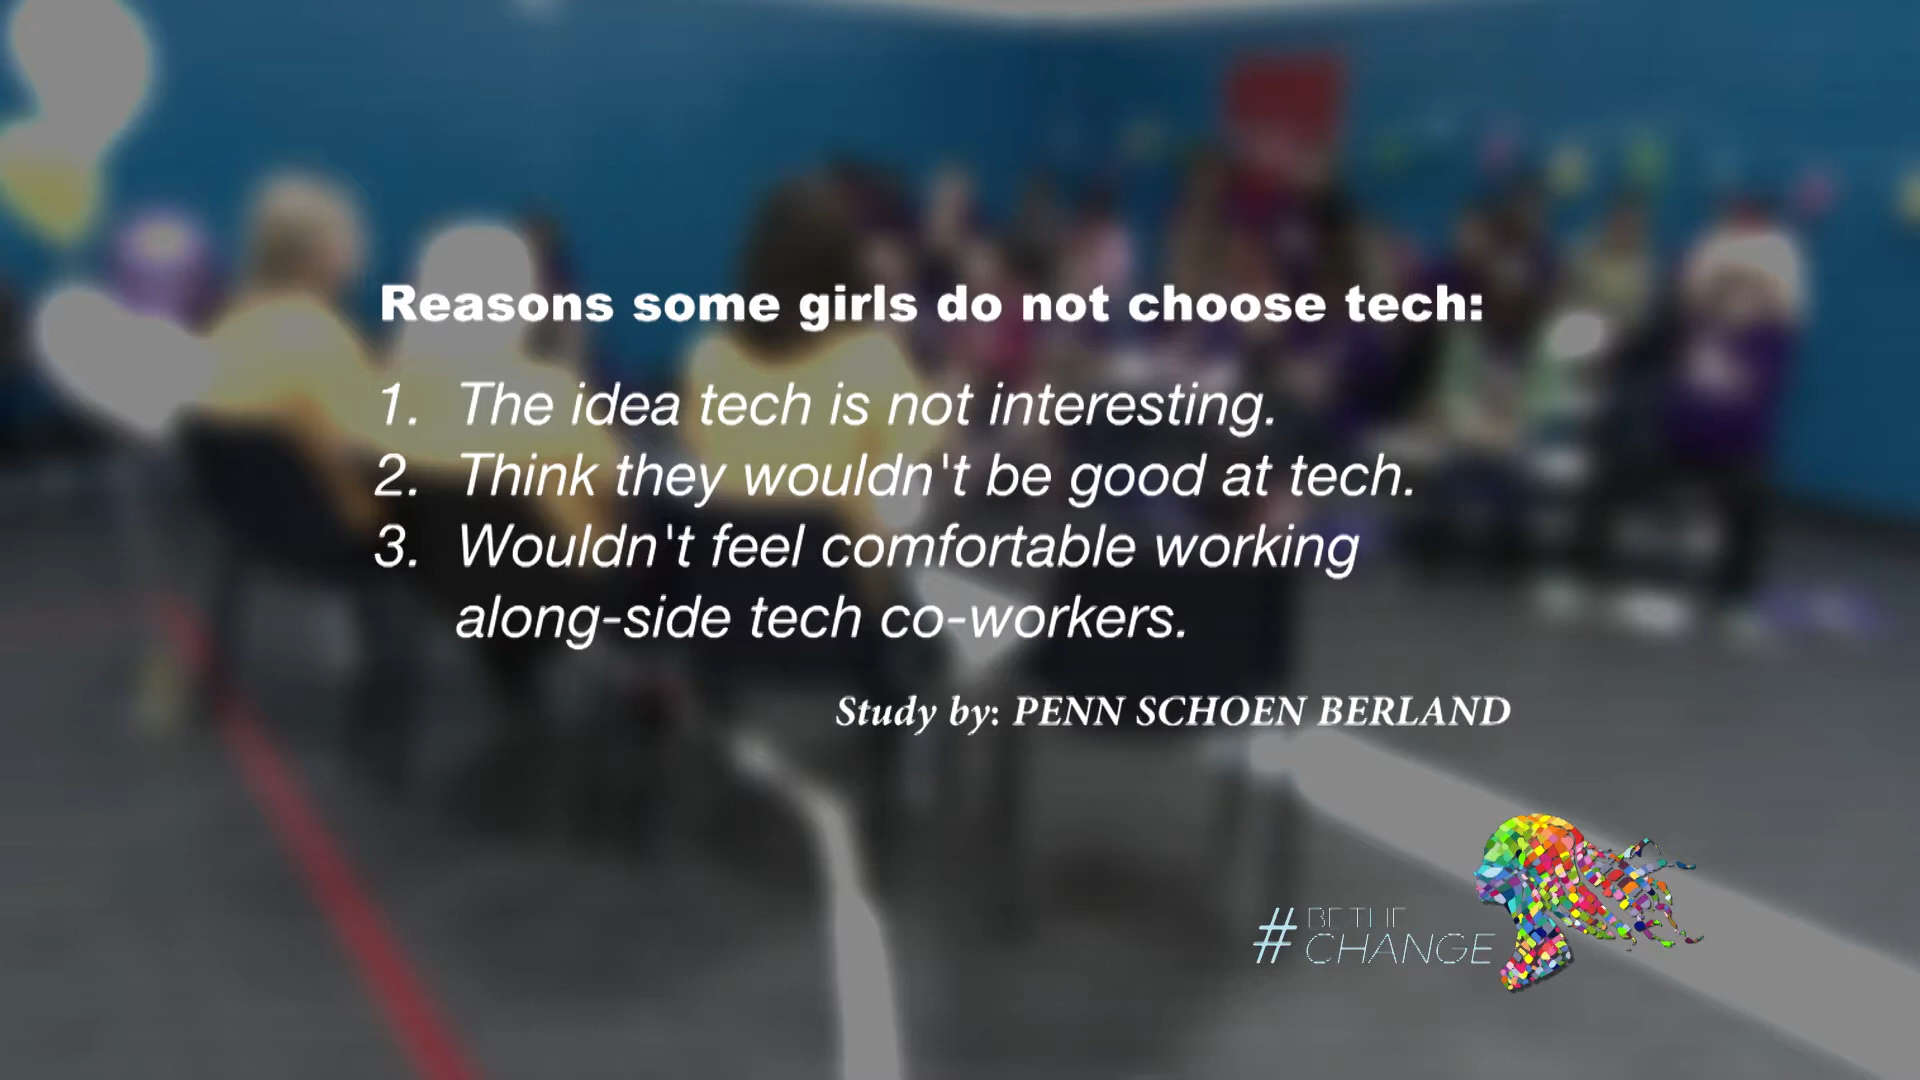 Reasons some girls do not choose tech:
1. The idea tech is not interesting.
2. Think they wouldn't be good at tech.
3. Wouldn't feel comfortable working
along-side tech co-workers.
Study by: PENN SCHOEN BERLAND
# BE THE
CHANGE